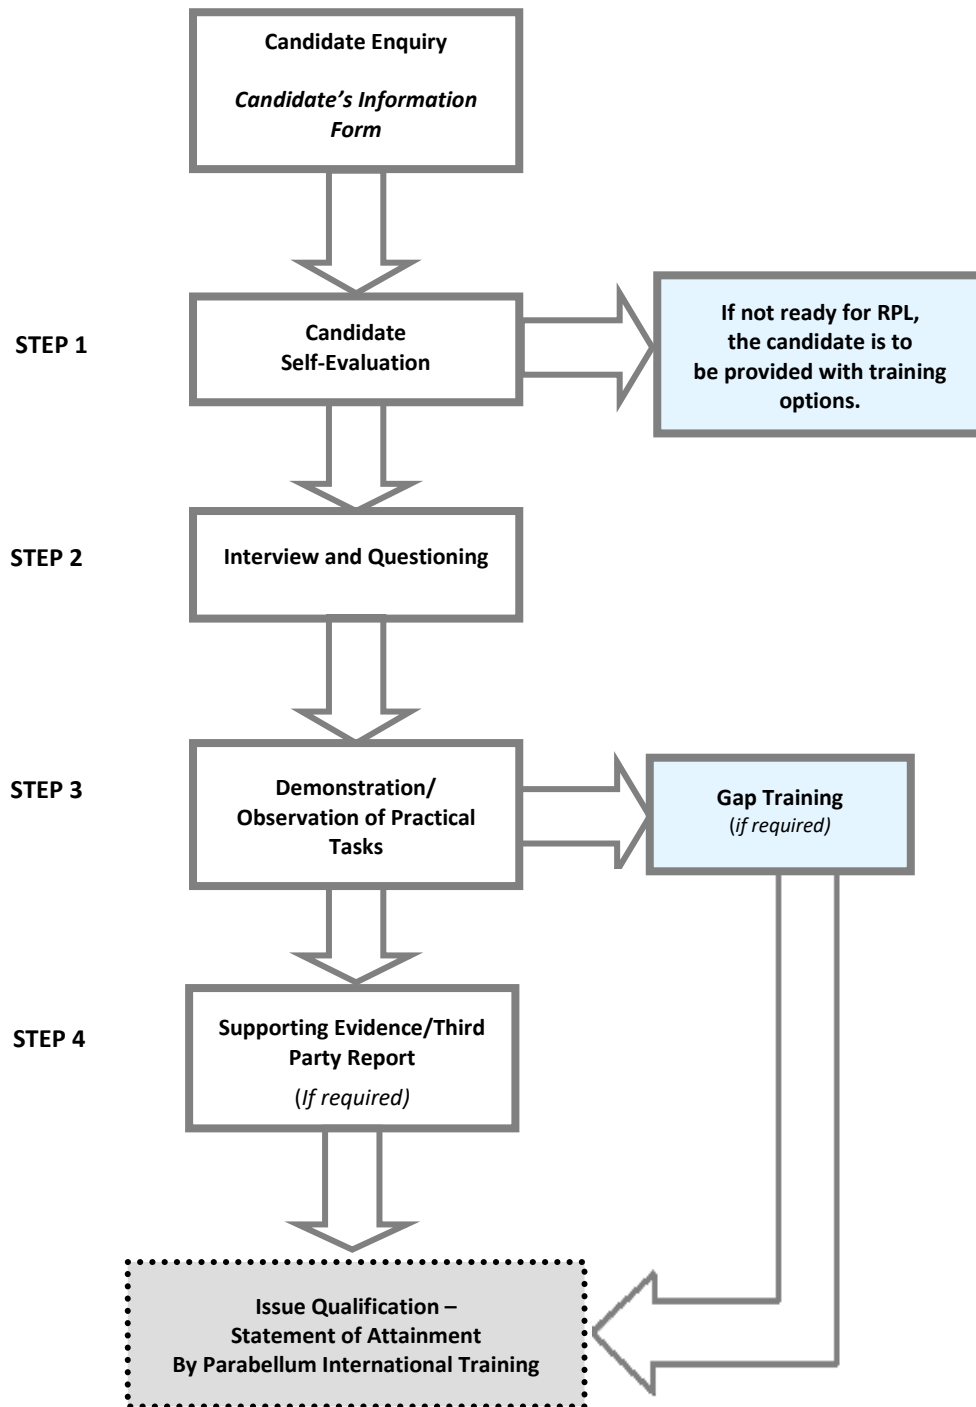 Candidate Enquiry
Candidate’s Information
Form
STEP 1
Candidate
Self-Evaluation
If not ready for RPL,
the candidate is to
be provided with training
options.
STEP 2
Interview and Questioning
STEP 3
Demonstration/
Observation of Practical
Tasks
Gap Training
(if required)
STEP 4
Supporting Evidence/Third
Party Report
(If required)
Issue Qualification –
Statement of Attainment
By Parabellum International Training